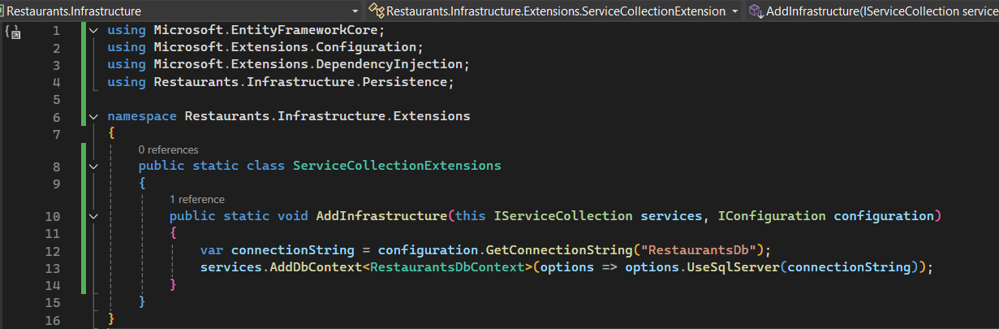 Restaurants.Infrastructure
Restaurants.Infrastructure.Extensions.ServiceCollectionExtension
AddInfrastructure(IServiceCollection service
1 using Microsoft.EntityFrameworkCore;
2 using Microsoft.Extensions.Configuration;
3 using Microsoft.Extensions.DependencyInjection;
4 using Restaurants.Infrastructure.Persistence;
5
6 namespace Restaurants.Infrastructure.Extensions
7 {
0 references
8 public static class ServiceCollectionExtensions
9 {
1 reference
10 public static void AddInfrastructure(this IServiceCollection services, IConfiguration configuration)
11 {
12 var connectionString = configuration.GetConnectionString("RestaurantsDb");
13 services.AddDbContext<RestaurantsDbContext>(options => options.UseSqlServer(connectionString));
14 }
15 }
16 }